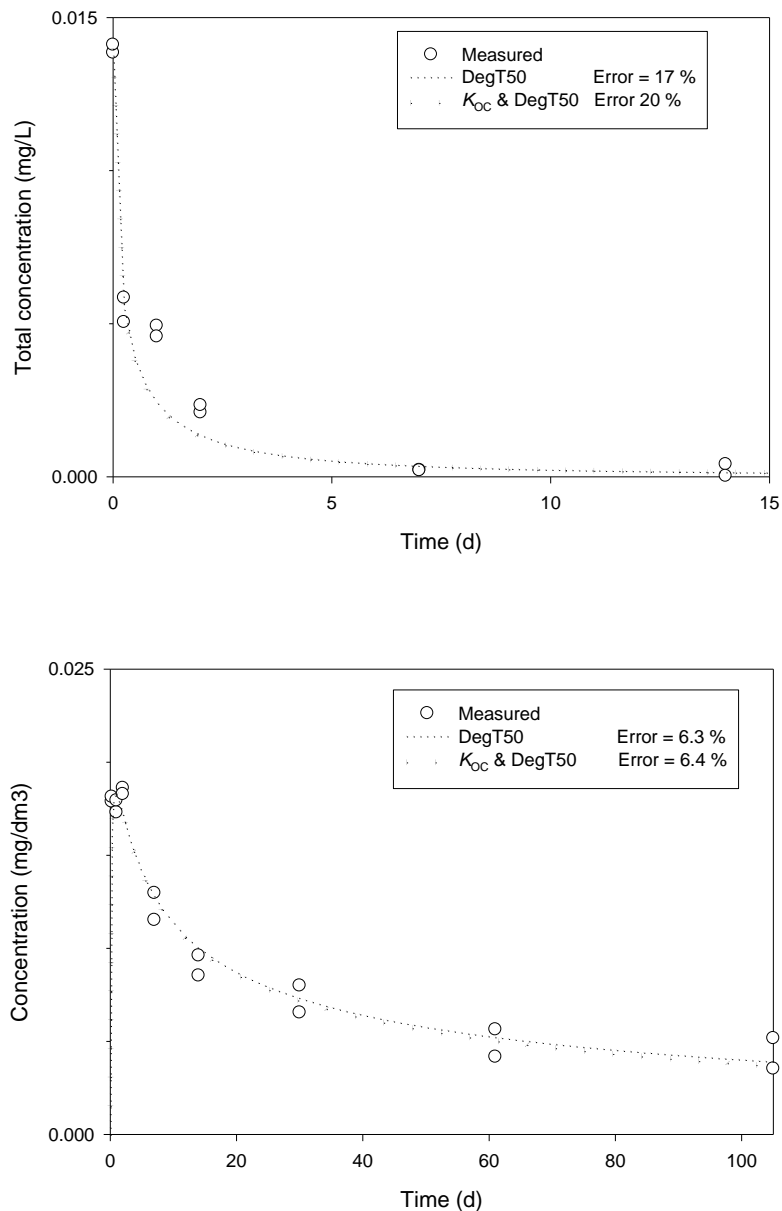 0.015
Measured
DegT50 Error = 17 %
KOC & DegT50 Error 20 %
Total concentration (mg/L)
0.000
0 5 10 15
Time (d)
0.025
Measured
DegT50 Error = 6.3 %
KOC & DegT50 Error = 6.4 %
Concentration (mg/dm3)
0.000
0 20 40 60 80 100
Time (d)